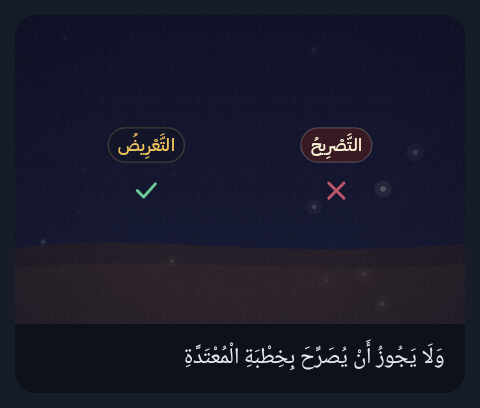 التَّصْرِيحُ
التَّعْرِيضُ
وَلَا يَجُوزُ أَنْ يُصَرَّحَ بِخِطْبَةِ الْمُعْتَدَّةِ